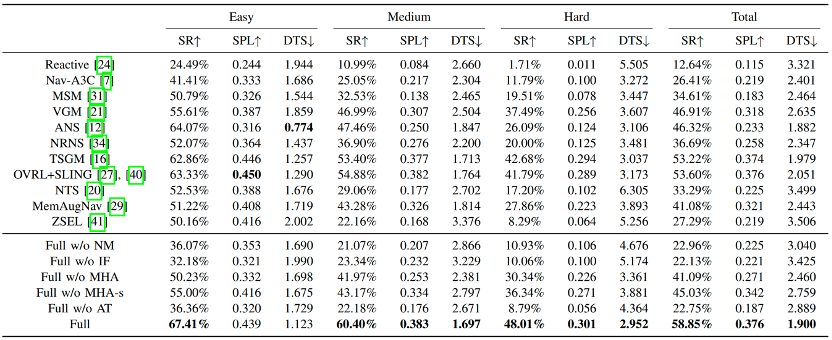 Easy Medium Hard Total
SR↑ SPL↑ DTS↓ SR↑ SPL↑ DTS↓ SR↑ SPL↑ DTS↓ SR↑ SPL↑ DTS↓
Reactive [24] 24.49% 0.244 1.944 10.99% 0.084 2.660 1.71% 0.011 5.505 12.64% 0.115 3.321
Nav-A3C [7] 41.41% 0.333 1.686 25.05% 0.217 2.304 11.79% 0.100 3.272 26.41% 0.219 2.401
MSM [31] 50.79% 0.326 1.544 32.53% 0.138 2.465 19.51% 0.078 3.447 34.61% 0.183 2.464
VGM [21] 55.61% 0.387 1.859 46.99% 0.307 2.504 37.49% 0.256 3.607 46.91% 0.318 2.635
ANS [12] 64.07% 0.316 0.774 47.46% 0.250 1.847 26.09% 0.124 3.106 46.32% 0.233 1.882
NRNS [34] 52.07% 0.364 1.437 36.90% 0.276 2.200 20.00% 0.125 3.481 36.69% 0.258 2.347
TSGM [16] 62.86% 0.446 1.257 53.40% 0.377 1.713 42.68% 0.294 3.037 53.22% 0.374 1.979
OVRL+SLING [27], [40] 63.33% 0.450 1.290 54.88% 0.382 1.764 41.79% 0.289 3.173 53.60% 0.376 2.051
NTS [20] 52.53% 0.388 1.676 29.06% 0.177 2.702 17.20% 0.102 6.305 33.39% 0.225 3.499
MemAugNav [29] 51.22% 0.408 1.719 43.28% 0.326 1.814 27.86% 0.223 3.893 41.08% 0.321 2.443
ZSEL [41] 50.16% 0.416 2.002 22.16% 0.168 3.376 8.29% 0.064 5.256 27.29% 0.219 3.506
Full w/o NM 36.07% 0.353 1.690 21.07% 0.207 2.866 10.93% 0.106 4.676 22.96% 0.225 3.040
Full w/o IF 32.18% 0.321 1.990 23.34% 0.232 3.229 10.06% 0.100 5.174 22.13% 0.221 3.425
Full w/o MHA 50.23% 0.332 1.698 41.97% 0.253 2.381 30.34% 0.226 3.361 41.09% 0.271 2.460
Full w/o MHA-s 55.00% 0.416 1.675 43.17% 0.334 2.797 36.34% 0.271 3.881 45.03% 0.342 2.759
Full w/o AT 36.36% 0.320 1.729 22.18% 0.176 2.671 8.79% 0.056 4.364 22.75% 0.187 2.889
Full 67.41% 0.439 1.123 60.40% 0.383 1.697 48.01% 0.301 2.952 58.85% 0.376 1.900